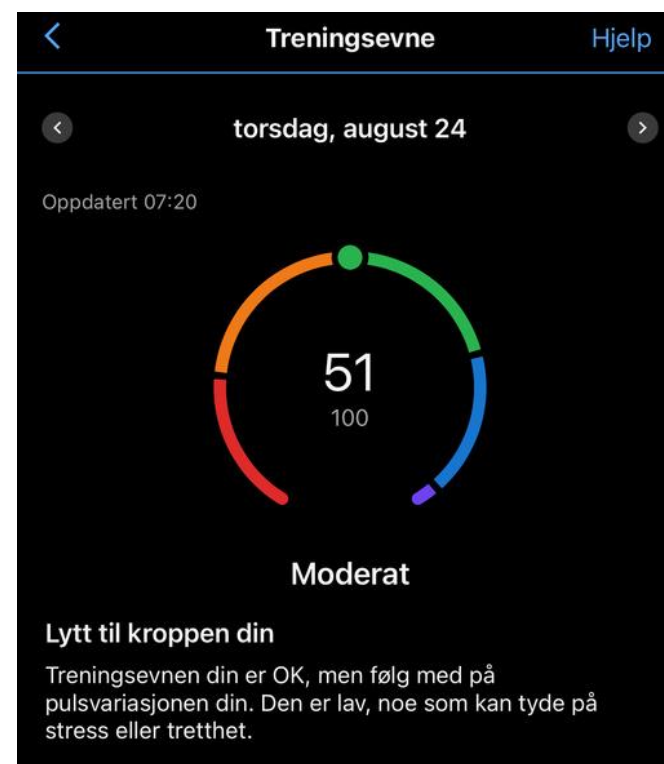 Treningsevne
Hjelp
torsdag, august 24
Oppdatert 07:20
51
100
Moderat
Lytt til kroppen din
Treningsevnen din er OK, men følg med på
pulsvariasjonen din. Den er lav, noe som kan tyde på
stress eller tretthet.